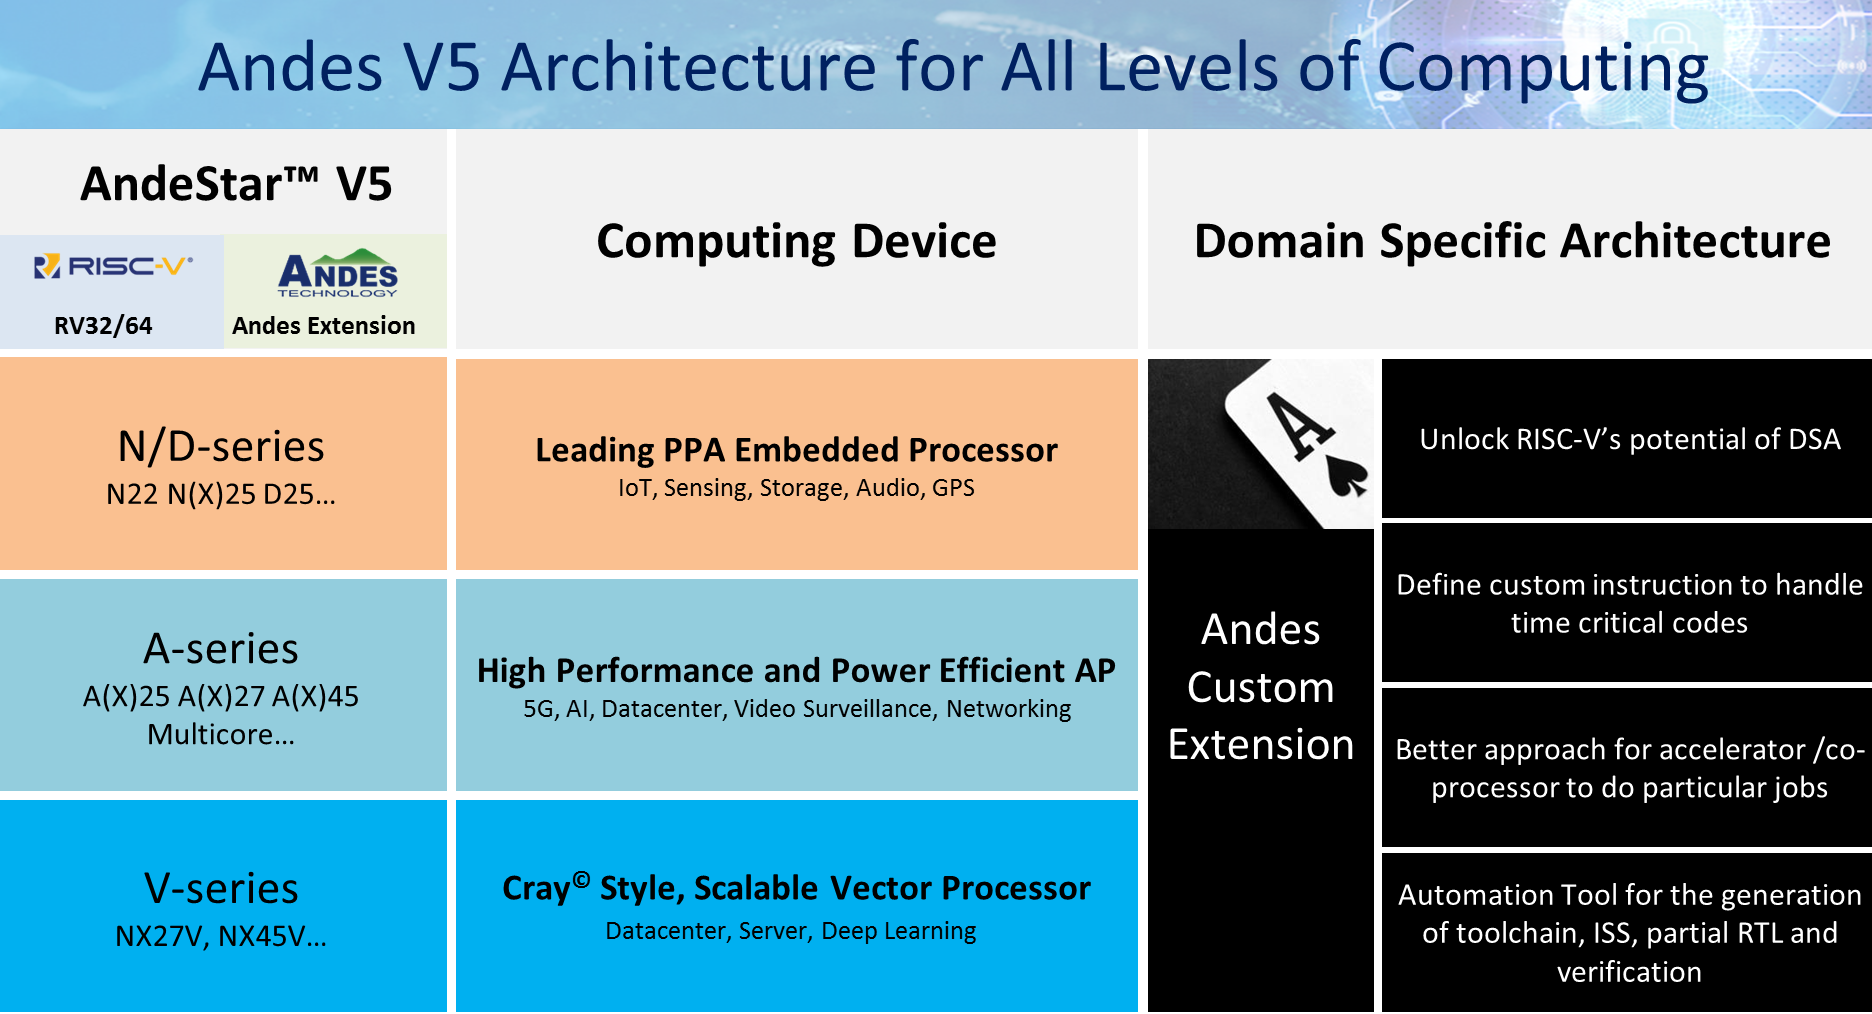 Andes V5 Architecture for All Levels of Computing
AndeStar™ V5
RISC-V®
RV32/64
ANDES
TECHNOLOGY
Andes Extension
Computing Device
Domain Specific Architecture
N/D-series
N22 N(X)25 D25...
Leading PPA Embedded Processor
IoT, Sensing, Storage, Audio, GPS
A-series
A(X)25 A(X)27 A(X)45
Multicore...
High Performance and Power Efficient AP
5G, AI, Datacenter, Video Surveillance, Networking
V-series
NX27V, NX45V...
Cray© Style, Scalable Vector Processor
Datacenter, Server, Deep Learning
A
Andes
Custom
Extension
Unlock RISC-V’s potential of DSA
Define custom instruction to handle
time critical codes
Better approach for accelerator /co-
processor to do particular jobs
Automation Tool for the generation
of toolchain, ISS, partial RTL and
verification